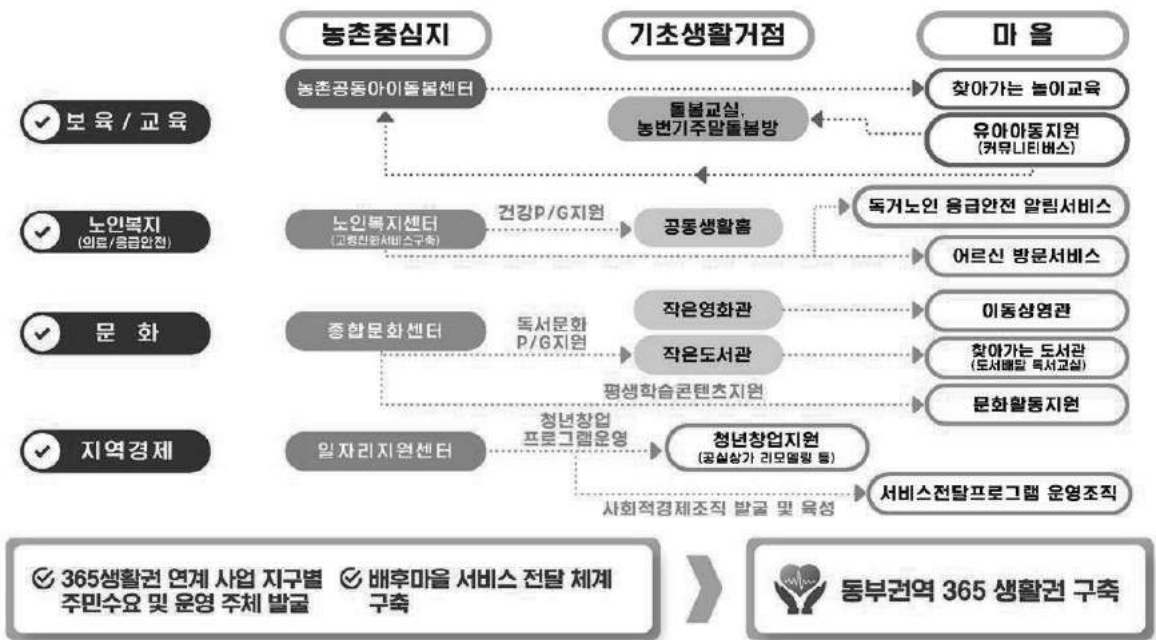 농촌중심지
기초생활거점
마을
보육/교육
농촌공동아이돌봄센터
찾아가는 놀이교육
돌봄교실,
농번기주말돌봄방
유아아동지원
(커뮤니티버스)
노인복지
(의료/응급안전)
노인복지센터
(고령친화서비스구축)
건강P/G지원
공동생활홈
독거노인 응급안전 알림서비스
어르신 방문서비스
문화
종합문화센터
독서문화
P/G지원
작은영화관
이동상영관
작은도서관
찾아가는 도서관
(도서배달 독서교실)
평생학습콘텐츠지원
문화활동지원
지역경제
일자리지원센터
청년창업
프로그램운영
청년창업지원
(공실상가 리모델링 등)
사회적경제조직 발굴 및 육성
서비스전달프로그램 운영조직
365생활권 연계 사업 지구별
주민수요 및 운영 주체 발굴
배후마을 서비스 전달 체계
구축
동부권역 365 생활권 구축